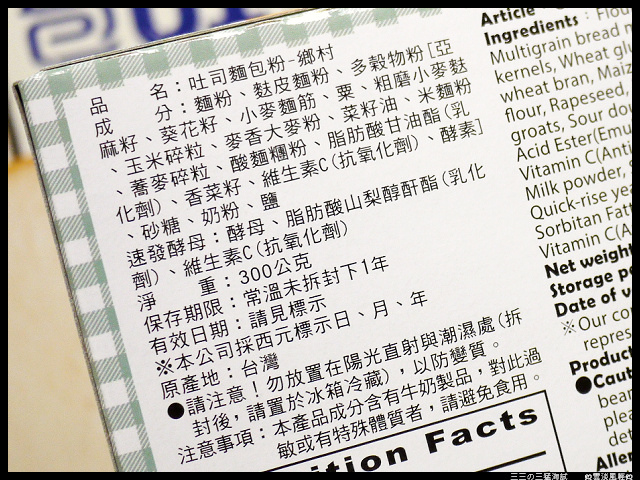 品 名：吐司麵包粉-鄉村
成 分：麵粉、麩皮麵粉、多穀物粉[亞
麻籽、葵花籽、小麥麵筋、粟、粗磨小麥麩
、玉米碎粒、麥香大麥粉、菜籽油、米麵粉
、蕎麥碎粒、酸麵糰粉、脂肪酸甘油酯(乳
化劑)、香菜籽、維生素C(抗氧化劑)、酵素]
、砂糖、奶粉、鹽
速發酵母：酵母、脂肪酸山梨醇酐酯(乳化
劑)、維生素C(抗氧化劑)
淨 重：300公克
保存期限：常溫未拆封下1年
有效日期：請見標示
※本公司採西元標示日、月、年
原產地：台灣
●請注意！勿放置在陽光直射與潮濕處(拆
封後，請置於冰箱冷藏)，以防變質。
注意事項：本產品成分含有牛奶製品，對此過
敏或有特殊體質者，請避免食用。
ition Facts
Article
Ingredients：Flou
Multigrain bread m
kernels, Wheat glu
wheat bran, Maiz
flour, Rapeseed,
groats, Sour dou
Acid Ester(Emu
Vitamin C(Anti
Milk powder,
Quick-rise ye
Sorbitan Fatt
Vitamin C(A
Net weigh
Storage p
Date of v
※Our co
repres
Produc
●Caut
bear
plea
det
Aller
三三の三猛海賊